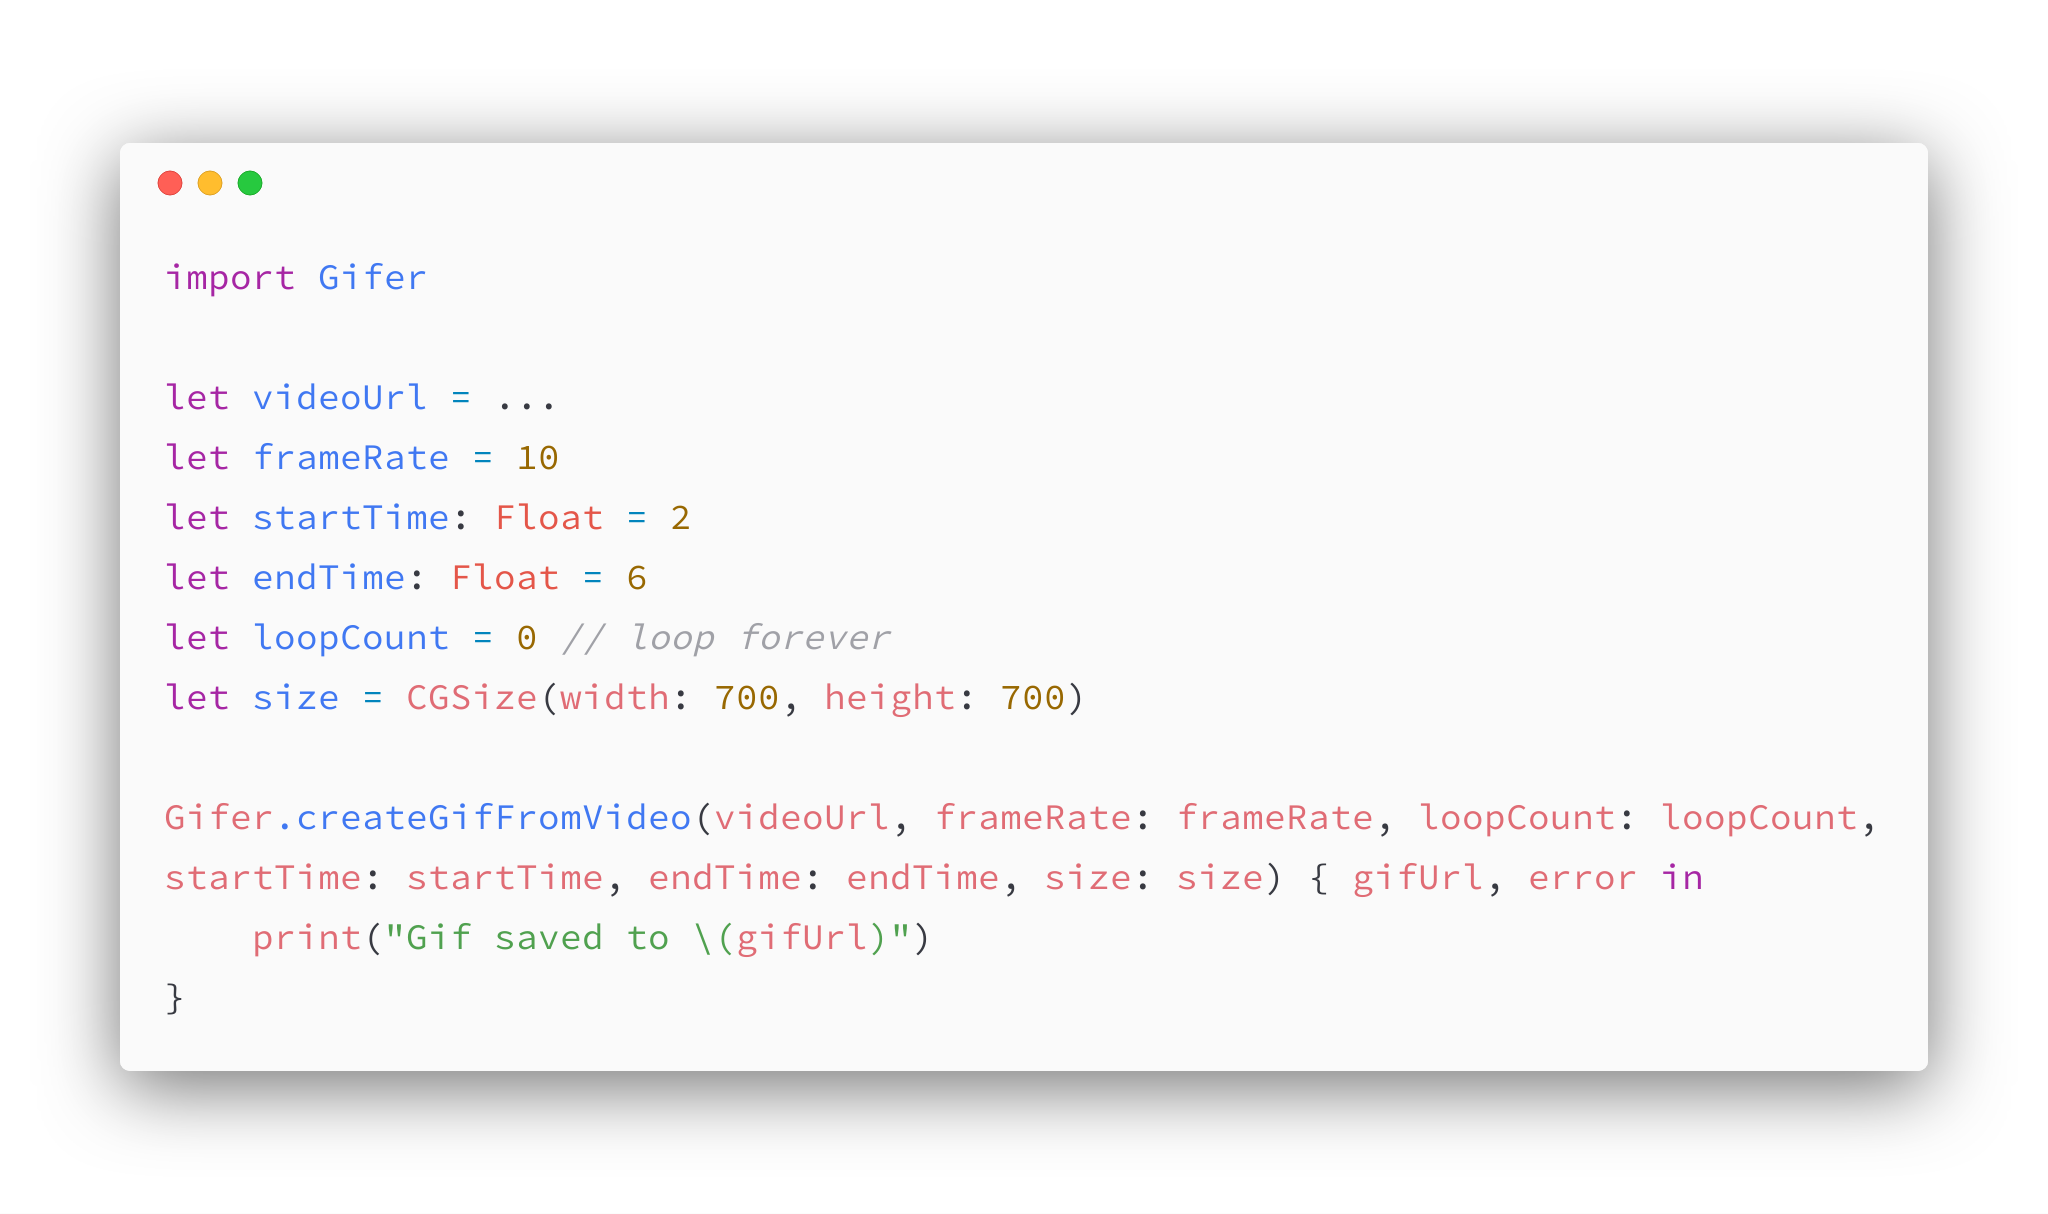 import Gifer
let videoUrl = ...
let frameRate = 10
let startTime: Float = 2
let endTime: Float = 6
let loopCount = 0 // loop forever
let size = CGSize(width: 700, height: 700)
Gifer.createGifFromVideo(videoUrl, frameRate: frameRate, loopCount: loopCount,
startTime: startTime, endTime: endTime, size: size) { gifUrl, error in
    print("Gif saved to \(gifUrl)")
}